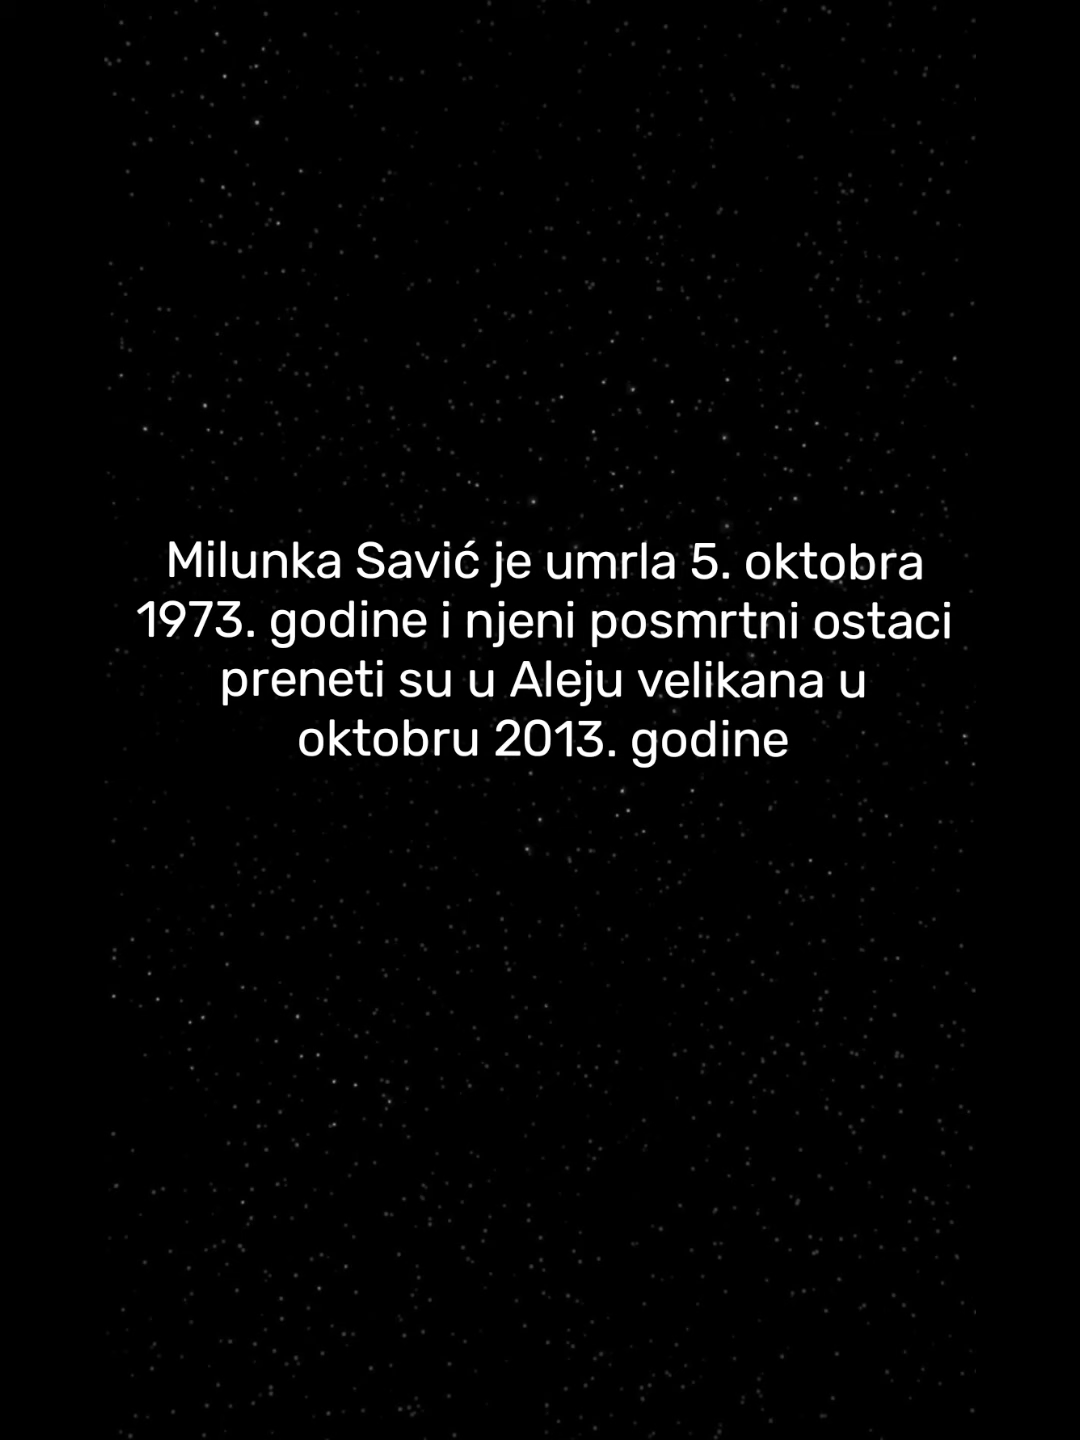 Milunka Savić je umrla 5. oktobra
1973. godine i njeni posmrtni ostaci
preneti su u Aleju velikana u
oktobru 2013. godine